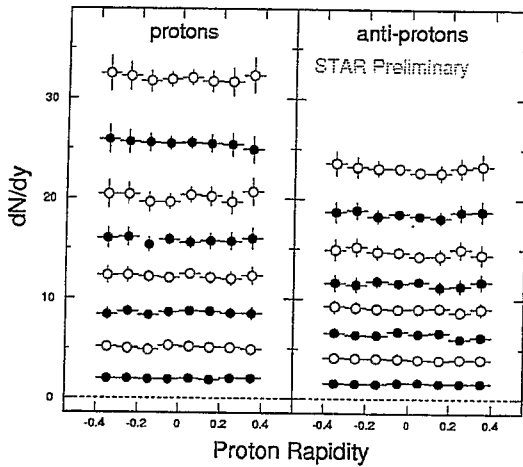 protons
anti-protons
STAR Preliminary
30
20
10
0
dN/dy
-0.4 -0.2 0 0.2 0.4
-0.4 -0.2 0 0.2 0.4
Proton Rapidity